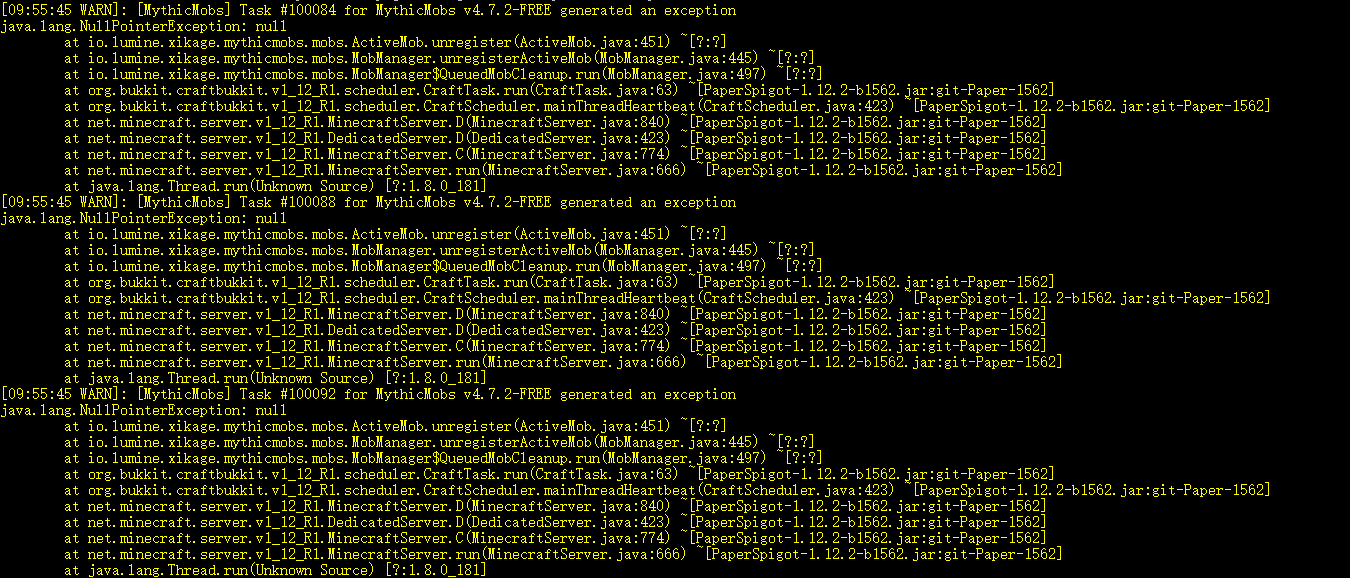 [09:55:45 WARN]: [MythicMobs] Task #100084 for MythicMobs v4.7.2-FREE generated an exception
java.lang.NullPointerException: null
at io.lumine.xikage.mythicmobs.mobs.ActiveMob.unregister(ActiveMob.java:451) ~[?:?]
at io.lumine.xikage.mythicmobs.mobs.MobManager.unregisterActiveMob(MobManager.java:445) ~[?:?]
at io.lumine.xikage.mythicmobs.mobs.MobManager$QueuedMobCleanup.run(MobManager.java:497) ~[?:?]
at org.bukkit.craftbukkit.v1_12_R1.scheduler.CraftTask.run(CraftTask.java:63) ~[PaperSpigot-1.12.2-b1562.jar:git-Paper-1562]
at org.bukkit.craftbukkit.v1_12_R1.scheduler.CraftScheduler.mainThreadHeartbeat(CraftScheduler.java:423) ~[PaperSpigot-1.12.2-b1562.jar:git-Paper-1562]
at net.minecraft.server.v1_12_R1.MinecraftServer.D(MinecraftServer.java:840) ~[PaperSpigot-1.12.2-b1562.jar:git-Paper-1562]
at net.minecraft.server.v1_12_R1.DedicatedServer.D(DedicatedServer.java:423) ~[PaperSpigot-1.12.2-b1562.jar:git-Paper-1562]
at net.minecraft.server.v1_12_R1.MinecraftServer.C(MinecraftServer.java:774) ~[PaperSpigot-1.12.2-b1562.jar:git-Paper-1562]
at net.minecraft.server.v1_12_R1.MinecraftServer.run(MinecraftServer.java:666) ~[PaperSpigot-1.12.2-b1562.jar:git-Paper-1562]
at java.lang.Thread.run(Unknown Source) [?:1.8.0_181]
[09:55:45 WARN]: [MythicMobs] Task #100088 for MythicMobs v4.7.2-FREE generated an exception
java.lang.NullPointerException: null
at io.lumine.xikage.mythicmobs.mobs.ActiveMob.unregister(ActiveMob.java:451) ~[?:?]
at io.lumine.xikage.mythicmobs.mobs.MobManager.unregisterActiveMob(MobManager.java:445) ~[?:?]
at io.lumine.xikage.mythicmobs.mobs.MobManager$QueuedMobCleanup.run(MobManager.java:497) ~[?:?]
at org.bukkit.craftbukkit.v1_12_R1.scheduler.CraftTask.run(CraftTask.java:63) ~[PaperSpigot-1.12.2-b1562.jar:git-Paper-1562]
at org.bukkit.craftbukkit.v1_12_R1.scheduler.CraftScheduler.mainThreadHeartbeat(CraftScheduler.java:423) ~[PaperSpigot-1.12.2-b1562.jar:git-Paper-1562]
at net.minecraft.server.v1_12_R1.MinecraftServer.D(MinecraftServer.java:840) ~[PaperSpigot-1.12.2-b1562.jar:git-Paper-1562]
at net.minecraft.server.v1_12_R1.DedicatedServer.D(DedicatedServer.java:423) ~[PaperSpigot-1.12.2-b1562.jar:git-Paper-1562]
at net.minecraft.server.v1_12_R1.MinecraftServer.C(MinecraftServer.java:774) ~[PaperSpigot-1.12.2-b1562.jar:git-Paper-1562]
at net.minecraft.server.v1_12_R1.MinecraftServer.run(MinecraftServer.java:666) ~[PaperSpigot-1.12.2-b1562.jar:git-Paper-1562]
at java.lang.Thread.run(Unknown Source) [?:1.8.0_181]
[09:55:45 WARN]: [MythicMobs] Task #100092 for MythicMobs v4.7.2-FREE generated an exception
java.lang.NullPointerException: null
at io.lumine.xikage.mythicmobs.mobs.ActiveMob.unregister(ActiveMob.java:451) ~[?:?]
at io.lumine.xikage.mythicmobs.mobs.MobManager.unregisterActiveMob(MobManager.java:445) ~[?:?]
at io.lumine.xikage.mythicmobs.mobs.MobManager$QueuedMobCleanup.run(MobManager.java:497) ~[?:?]
at org.bukkit.craftbukkit.v1_12_R1.scheduler.CraftTask.run(CraftTask.java:63) ~[PaperSpigot-1.12.2-b1562.jar:git-Paper-1562]
at org.bukkit.craftbukkit.v1_12_R1.scheduler.CraftScheduler.mainThreadHeartbeat(CraftScheduler.java:423) ~[PaperSpigot-1.12.2-b1562.jar:git-Paper-1562]
at net.minecraft.server.v1_12_R1.MinecraftServer.D(MinecraftServer.java:840) ~[PaperSpigot-1.12.2-b1562.jar:git-Paper-1562]
at net.minecraft.server.v1_12_R1.DedicatedServer.D(DedicatedServer.java:423) ~[PaperSpigot-1.12.2-b1562.jar:git-Paper-1562]
at net.minecraft.server.v1_12_R1.MinecraftServer.C(MinecraftServer.java:774) ~[PaperSpigot-1.12.2-b1562.jar:git-Paper-1562]
at net.minecraft.server.v1_12_R1.MinecraftServer.run(MinecraftServer.java:666) ~[PaperSpigot-1.12.2-b1562.jar:git-Paper-1562]
at java.lang.Thread.run(Unknown Source) [?:1.8.0_181]